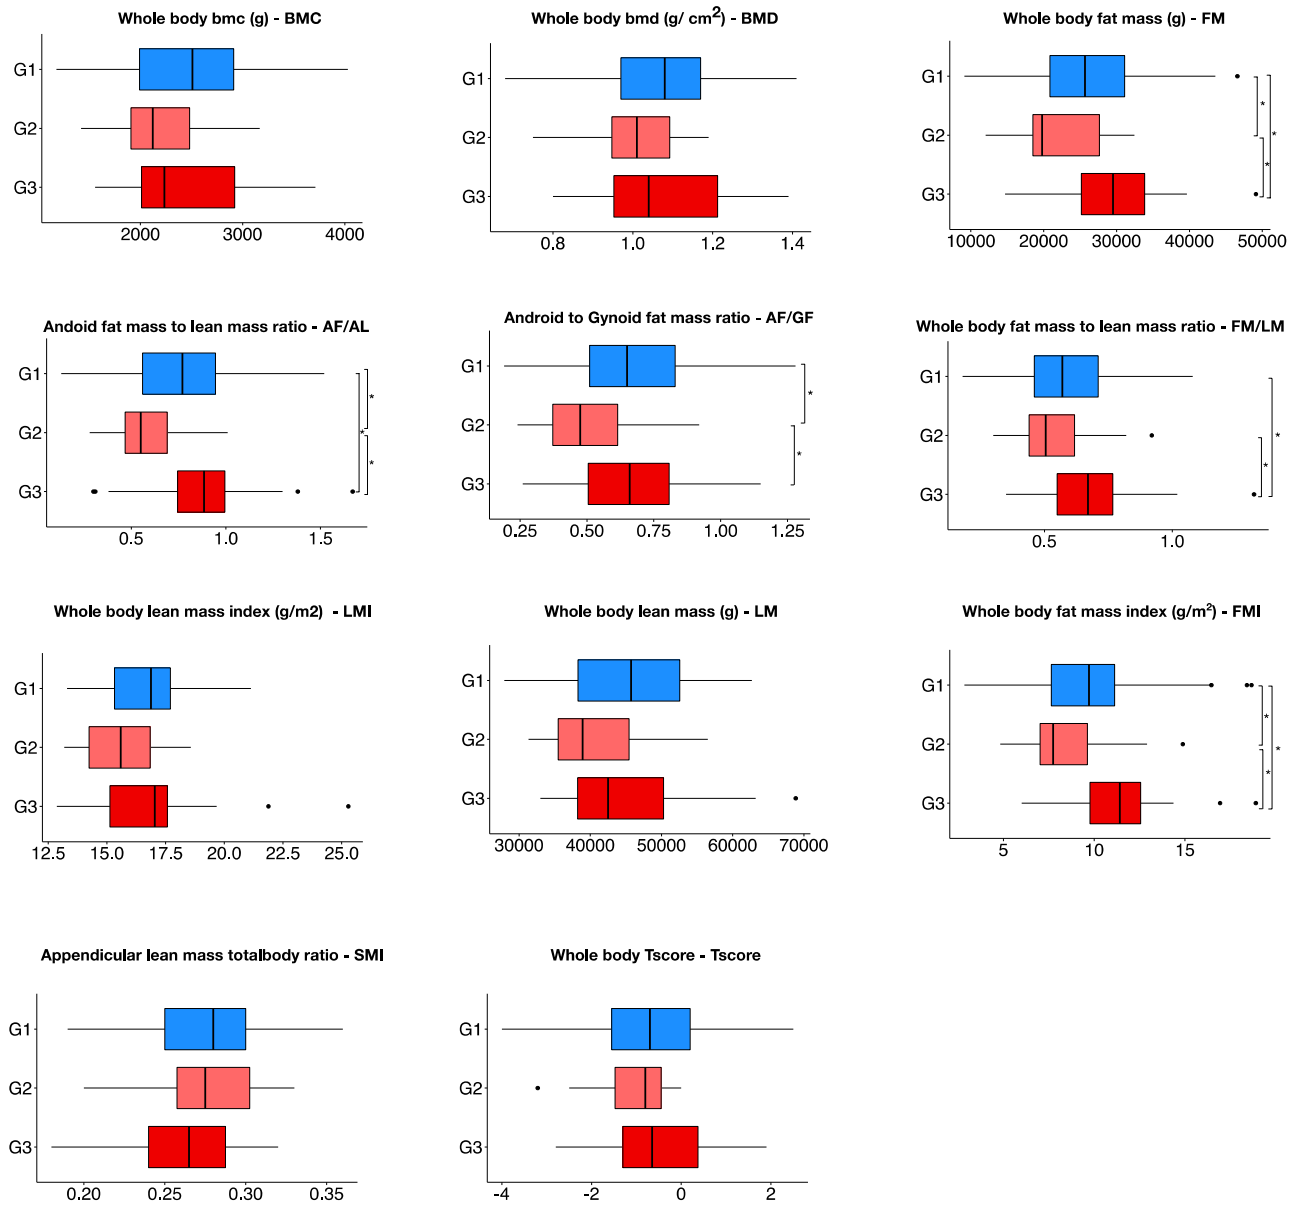 Whole body bmc (g) - BMC
G1
G2
G3
2000 3000 4000
Whole body bmd (g/ cm²) - BMD
G1
G2
G3
0.8 1.0 1.2 1.4
Whole body fat mass (g) - FM
G1
G2
G3
*
*
*
10000 20000 30000 40000 50000
Andoid fat mass to lean mass ratio - AF/AL
G1
G2
G3
*
*
*
0.5 1.0 1.5
Android to Gynoid fat mass ratio - AF/GF
G1
G2
G3
*
*
0.25 0.50 0.75 1.00 1.25
Whole body fat mass to lean mass ratio - FM/LM
G1
G2
G3
*
*
0.5 1.0
Whole body lean mass index (g/m2) - LMI
G1
G2
G3
12.5 15.0 17.5 20.0 22.5 25.0
Whole body lean mass (g) - LM
G1
G2
G3
30000 40000 50000 60000 70000
Whole body fat mass index (g/m²) - FMI
G1
G2
G3
*
*
*
5 10 15
Appendicular lean mass totalbody ratio - SMI
G1
G2
G3
0.20 0.25 0.30 0.35
Whole body Tscore - Tscore
G1
G2
G3
-4 -2 0 2